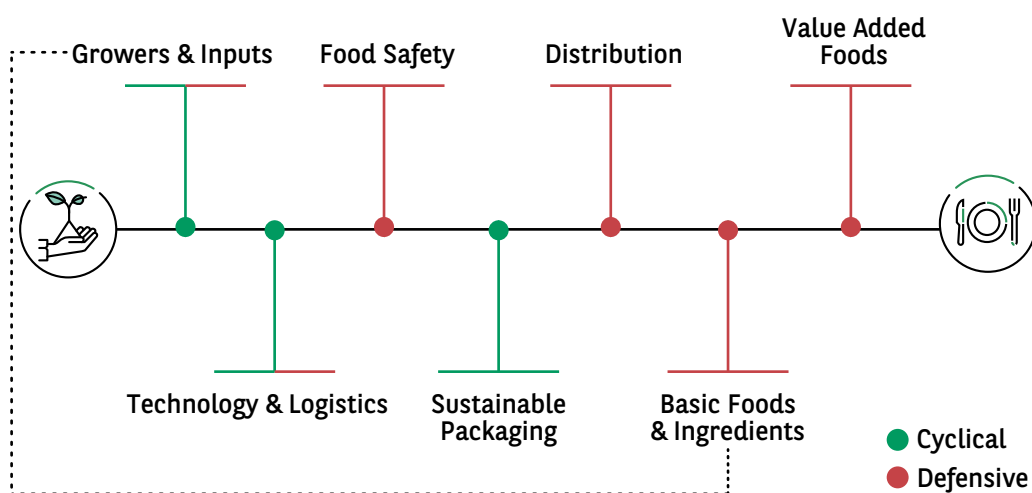 Growers & Inputs
Food Safety
Distribution
Value Added
Foods
Technology & Logistics
Sustainable
Packaging
Basic Foods
& Ingredients
Cyclical
Defensive